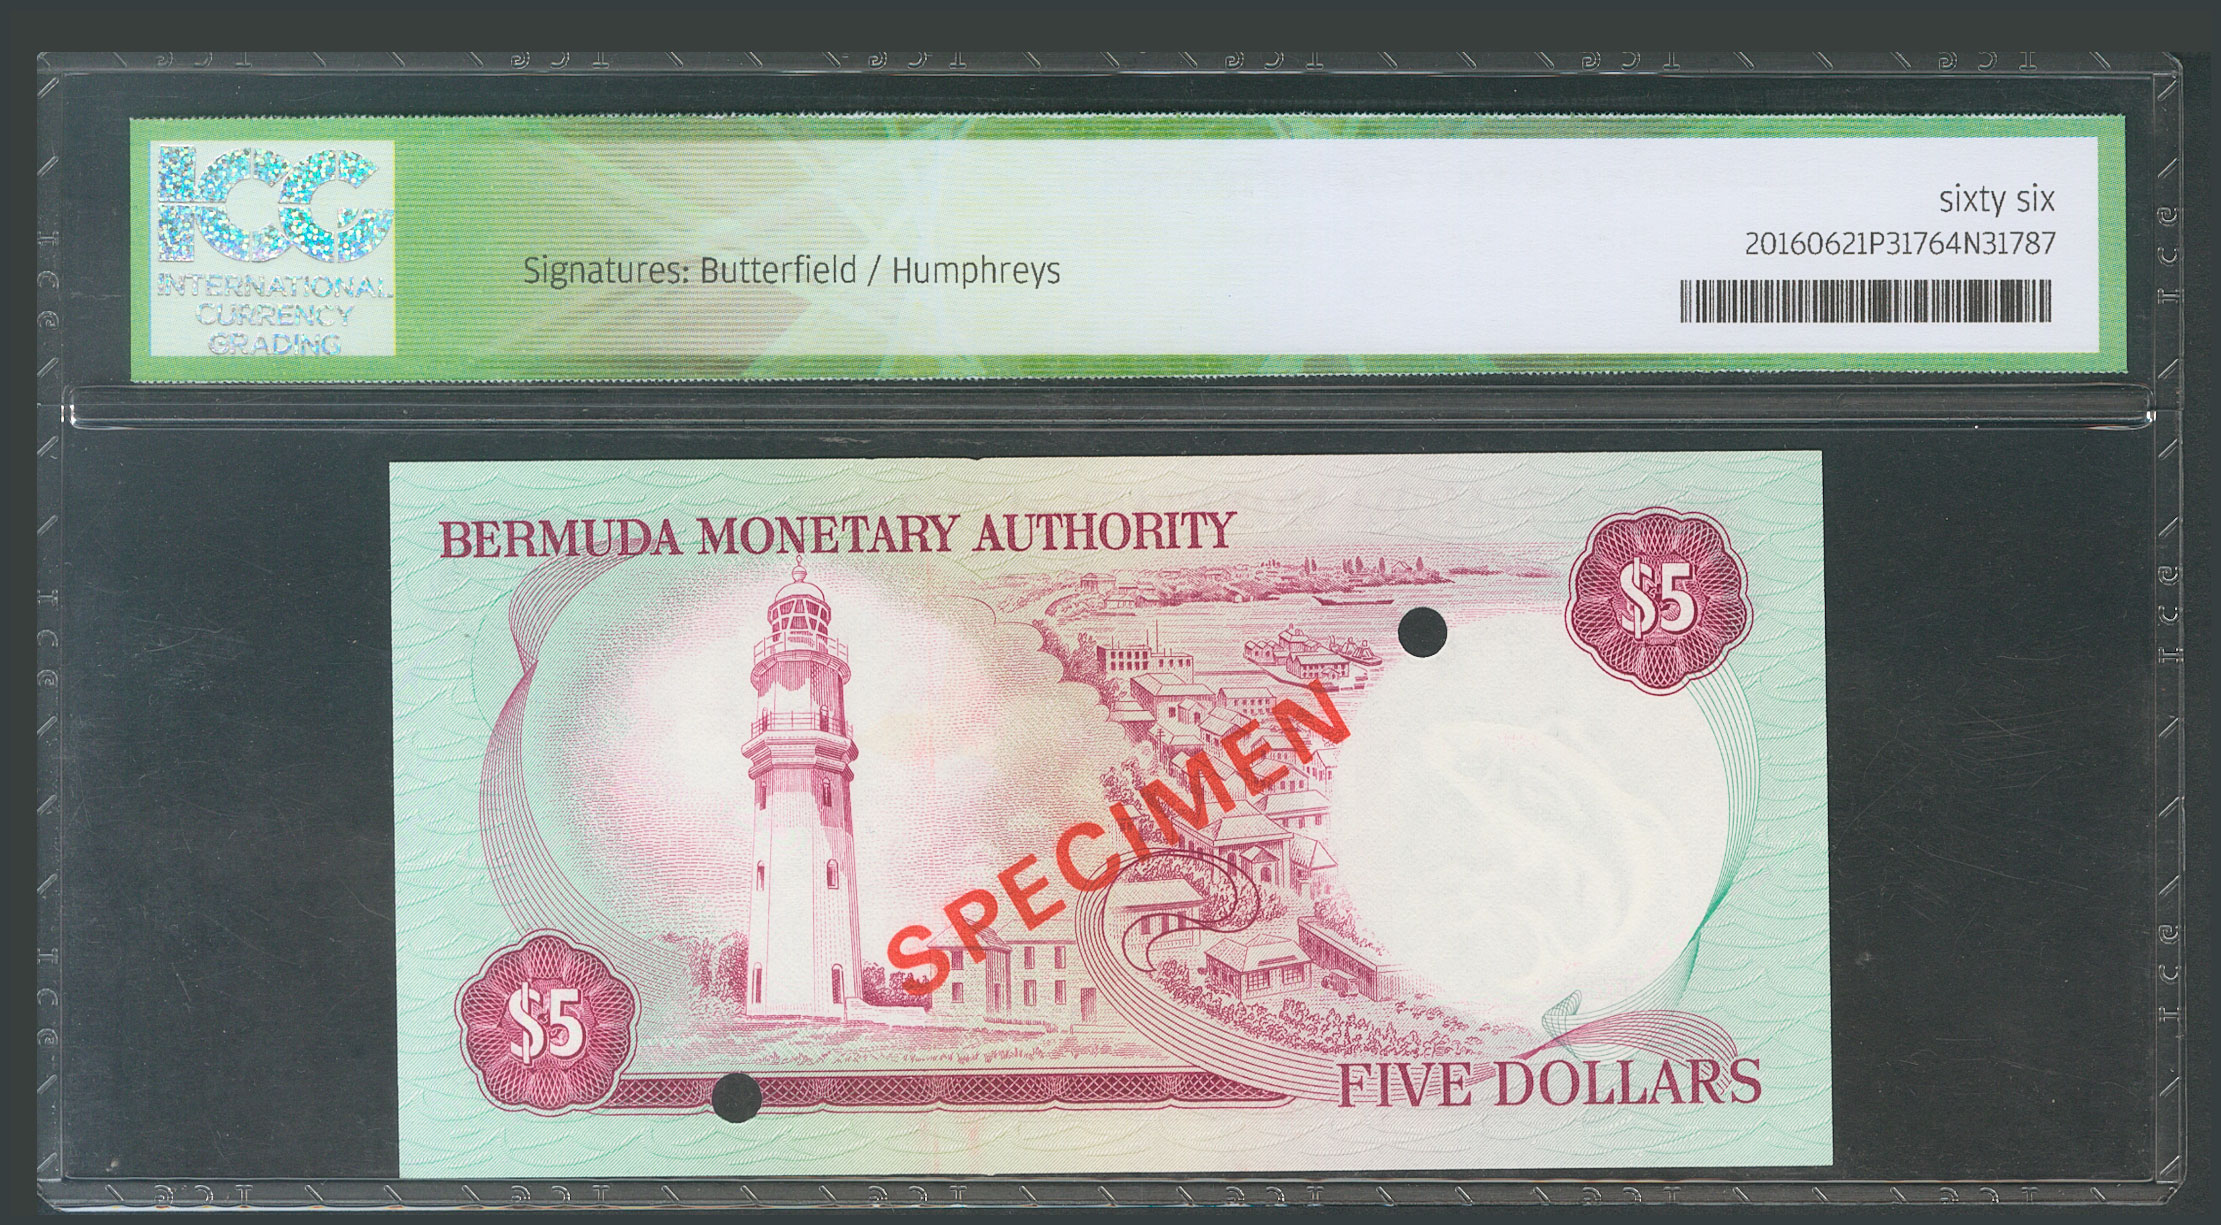 ICG
INTERNATIONAL
CURRENCY
GRADING
Signatures: Butterfield / Humphreys
sixty six
20160621P31764N31787
BERMUDA MONETARY AUTHORITY
$5
SPECIMEN
$5
FIVE DOLLARS